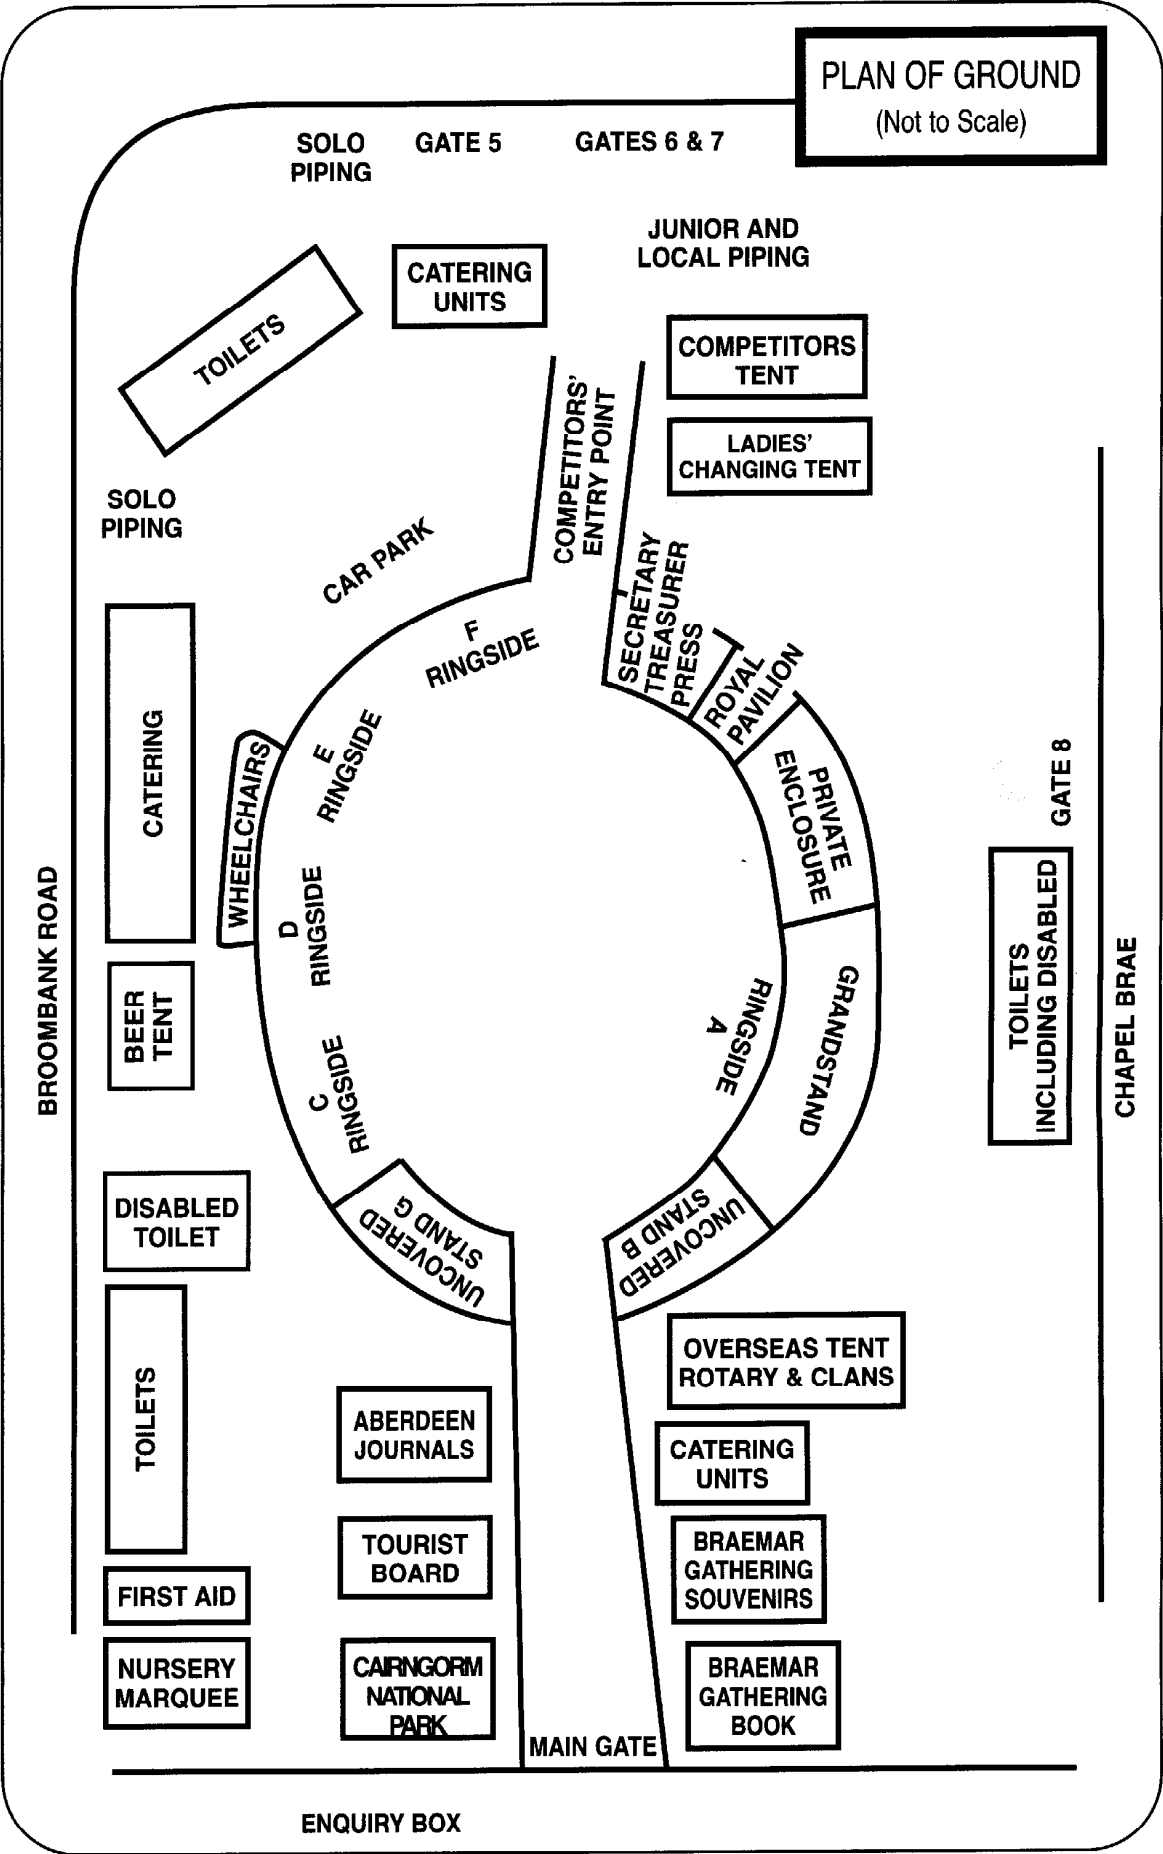 PLAN OF GROUND
(Not to Scale)
SOLO
PIPING
GATE 5
GATES 6 & 7
JUNIOR AND
LOCAL PIPING
TOILETS
CATERING
UNITS
COMPETITORS
TENT
LADIES'
CHANGING TENT
COMPETITORS'
ENTRY POINT
SOLO
PIPING
CAR PARK
SECRETARY
TREASURER
PRESS
ROYAL
PAVILION
F
RINGSIDE
E
RINGSIDE
PRIVATE
ENCLOSURE
GATE 8
CATERING
WHEELCHAIRS
D
RINGSIDE
BROOMBANK ROAD
BEER
TENT
C
RINGSIDE
RINGSIDE
A
GRANDSTAND
TOILETS
INCLUDING DISABLED
CHAPEL BRAE
DISABLED
TOILET
UNCOVERED
STAND G
UNCOVERED
STAND B
TOILETS
OVERSEAS TENT
ROTARY & CLANS
ABERDEEN
JOURNALS
CATERING
UNITS
TOURIST
BOARD
BRAEMAR
GATHERING
SOUVENIRS
FIRST AID
NURSERY
MARQUEE
CAIRNGORM
NATIONAL
PARK
BRAEMAR
GATHERING
BOOK
MAIN GATE
ENQUIRY BOX